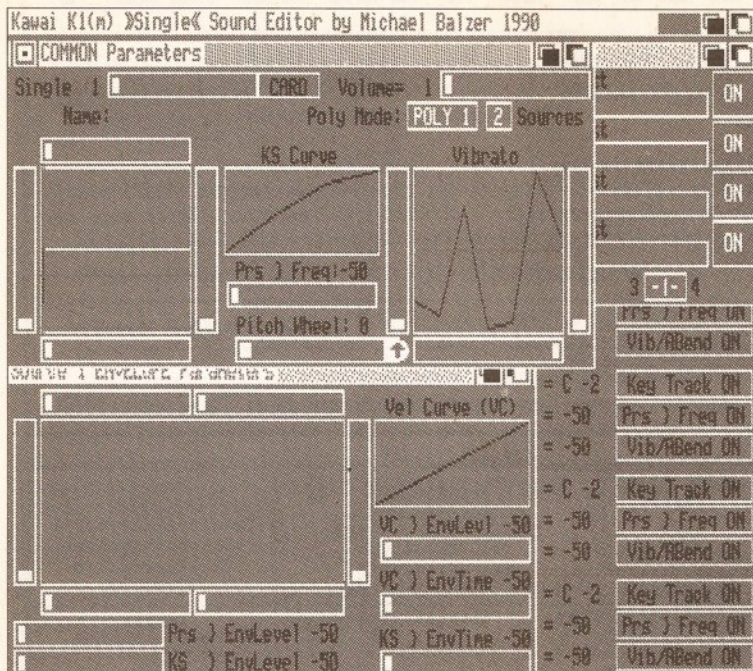 Kawai K1(m) »Single« Sound Editor by Michael Balzer 1990
COMMON Parameters
Single 1 CARD Volume= 1
Name: Poly Mode: POLY 1 2 Sources
KS Curve Vibrato
Prs ) Freq:-50
Pitch Wheel: 0
ON
ON
ON
ON
3 -|- 4
Prs ) Freq ON
Vib/ABend ON
Vel Curve (VC)
= C -2 Key Track ON
= -50 Prs ) Freq ON
= -50 Vib/ABend ON
VC ) EnvLevl -50
= C -2 Key Track ON
= -50 Prs ) Freq ON
= -50 Vib/ABend ON
VC ) EnvTime -50
= C -2 Key Track ON
= -50 Prs ) Freq ON
= -50 Vib/ABend ON
Prs ) EnvLevel -50
KS ) EnvTime -50
KS ) EnvLevel -50